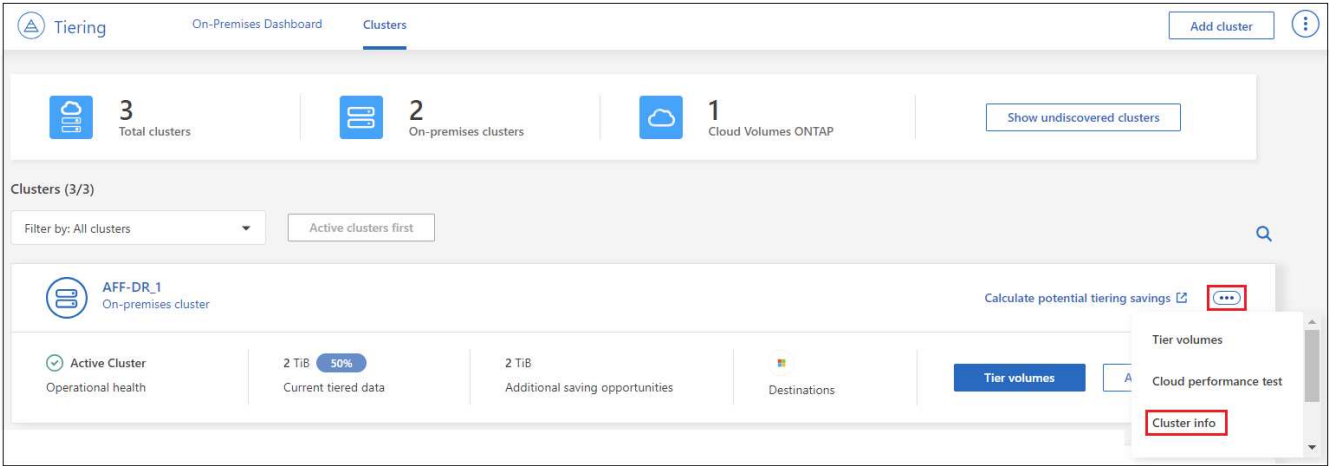 Tiering
On-Premises Dashboard
Clusters
Add cluster
3
Total clusters
2
On-premises clusters
1
Cloud Volumes ONTAP
Show undiscovered clusters
Clusters (3/3)
Filter by: All clusters
Active clusters first
AFF-DR_1
On-premises cluster
Calculate potential tiering savings
Active Cluster
Operational health
2 TiB 50%
Current tiered data
2 TiB
Additional saving opportunities
Destinations
Tier volumes
A
Tier volumes
Cloud performance test
Cluster info